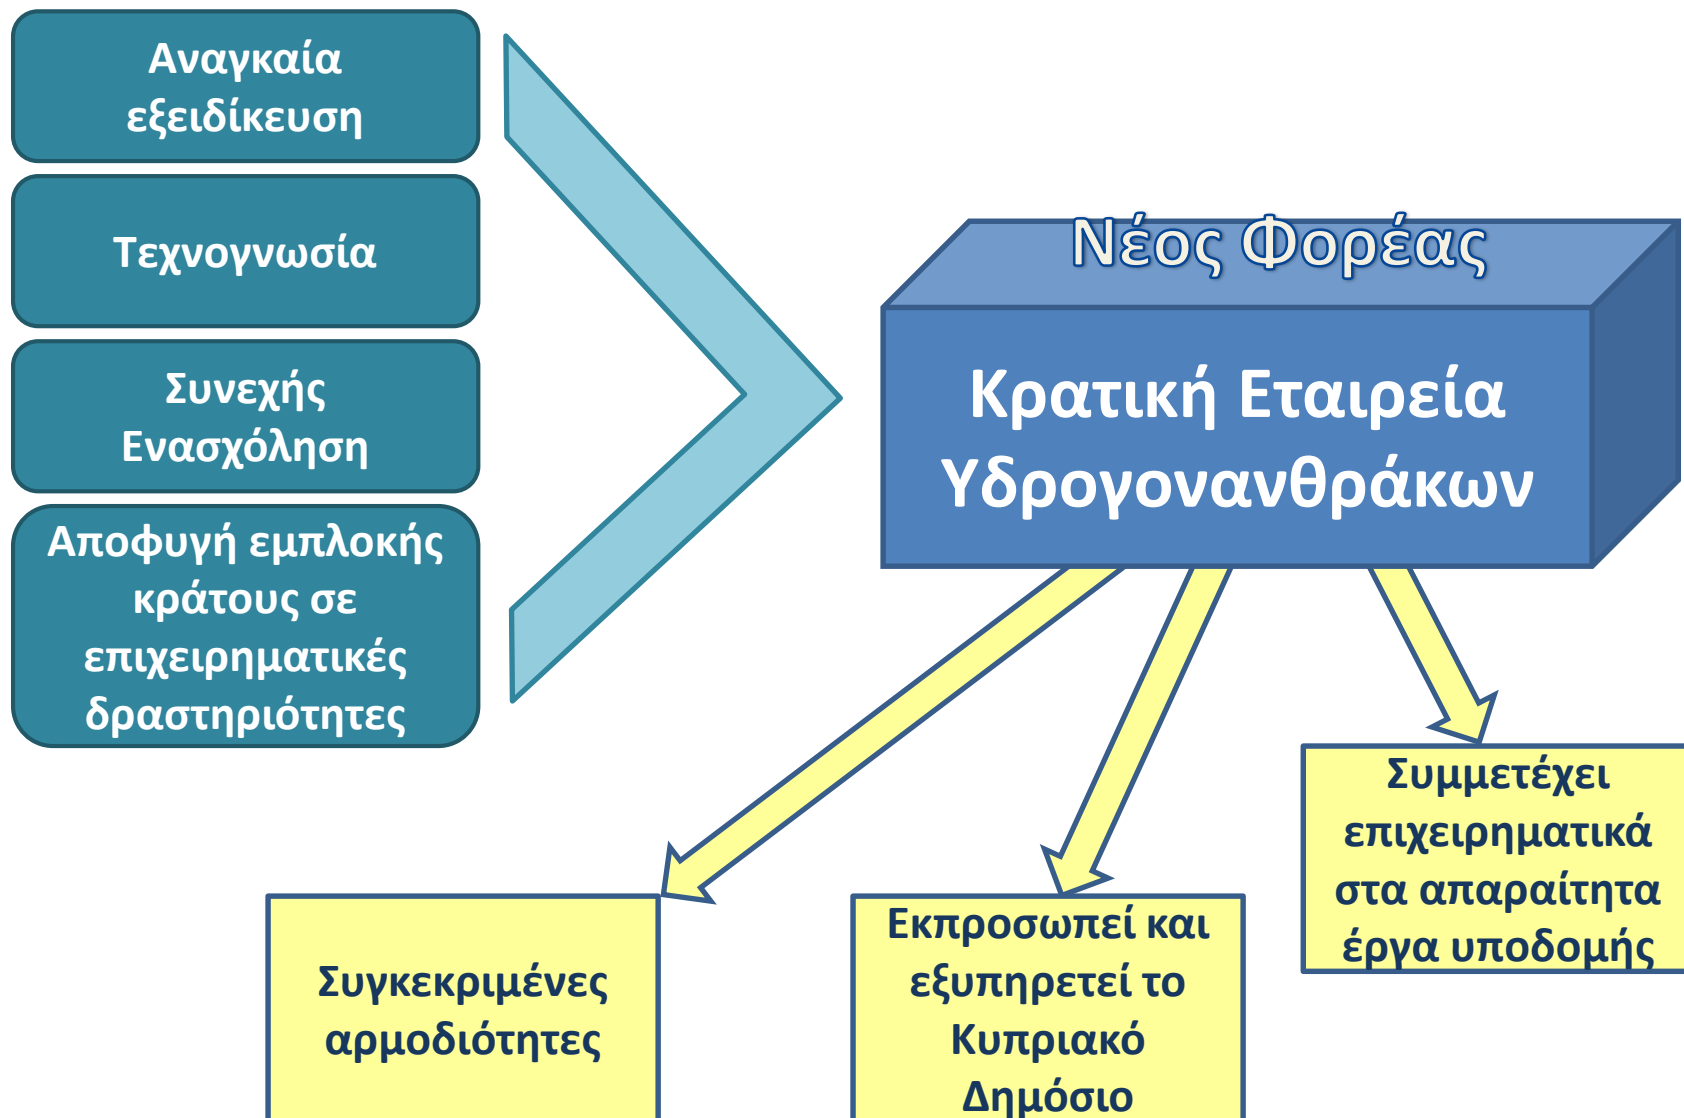 Αναγκαία
εξειδίκευση
Τεχνογνωσία
Συνεχής
Ενασχόληση
Αποφυγή εμπλοκής
κράτους σε
επιχειρηματικές
δραστηριότητες
Νέος Φορέας
Κρατική Εταιρεία
Υδρογονανθράκων
Συγκεκριμένες
αρμοδιότητες
Εκπροσωπεί και
εξυπηρετεί το
Κυπριακό
Δημόσιο
Συμμετέχει
επιχειρηματικά
στα απαραίτητα
έργα υποδομής